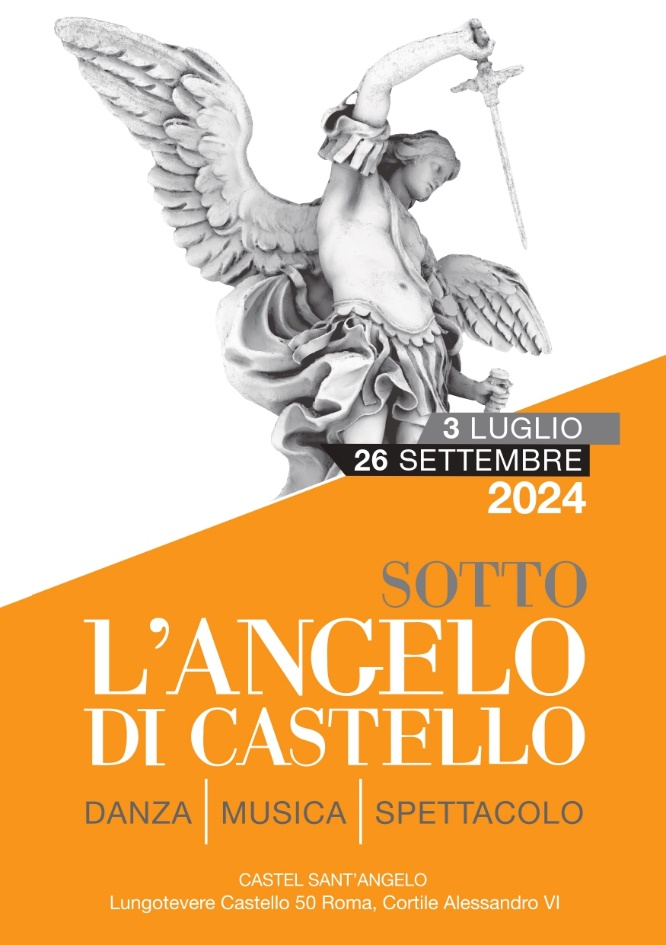 3 LUGLIO
26 SETTEMBRE
2024
SOTTO
L'ANGELO
DI CASTELLO
DANZA | MUSICA | SPETTACOLO
CASTEL SANT'ANGELO
Lungotevere Castello 50 Roma, Cortile Alessandro VI